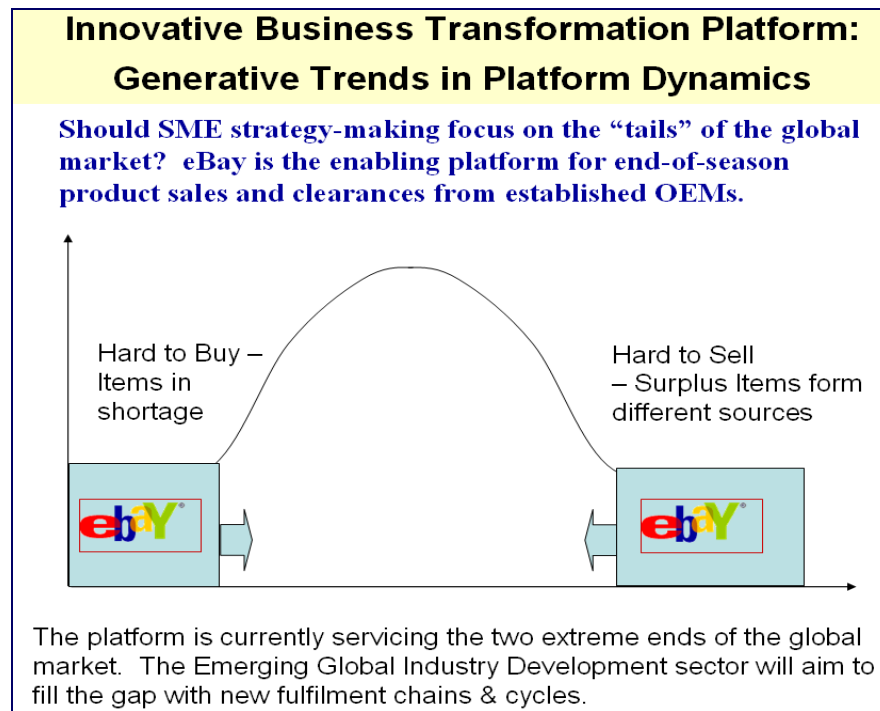 Innovative Business Transformation Platform:
Generative Trends in Platform Dynamics
Should SME strategy-making focus on the “tails” of the global
market?  eBay is the enabling platform for end-of-season
product sales and clearances from established OEMs.
Hard to Buy –
Items in
shortage
Hard to Sell
– Surplus Items form
different sources
ebaY®
ebaY®
The platform is currently servicing the two extreme ends of the global
market.  The Emerging Global Industry Development sector will aim to
fill the gap with new fulfilment chains & cycles.